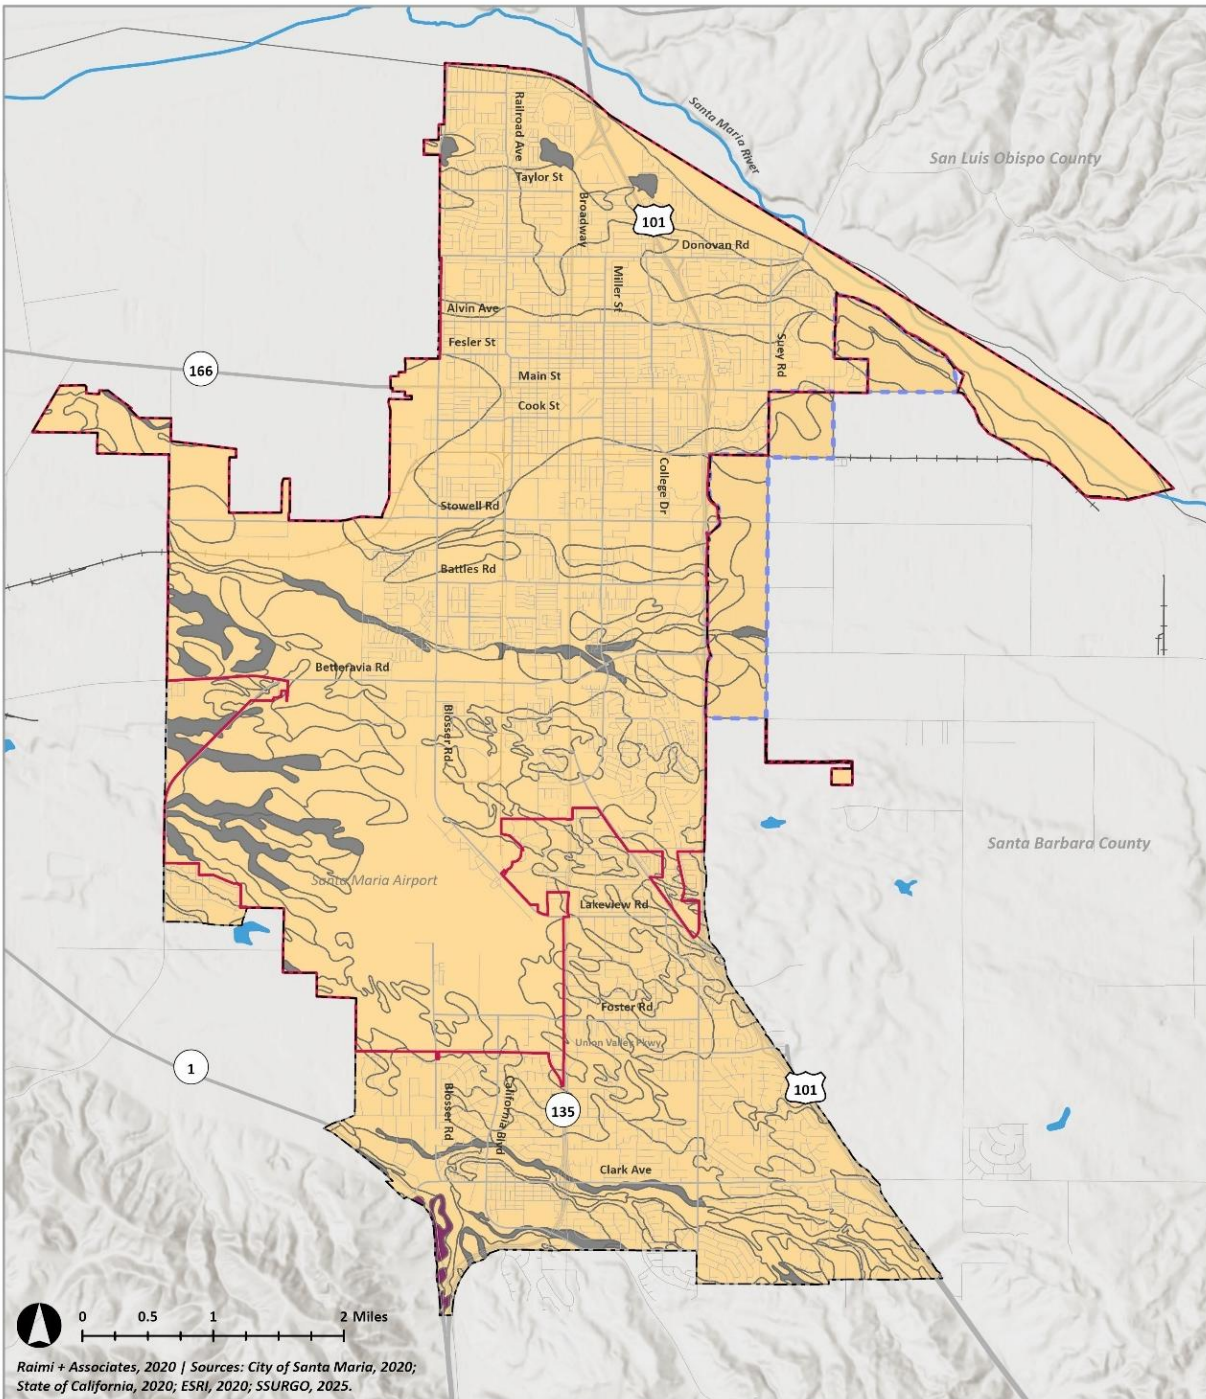 Railroad Ave
Santa Maria River
San Luis Obispo County
Taylor St
Broadway
101
Donovan Rd
Miller St
Alvin Ave
Fesler St
Suey Rd
166
Main St
Cook St
College Dr
Stowell Rd
Battles Rd
Betteravia Rd
Blosser Rd
Santa Barbara County
Santa Maria Airport
Lakeview Rd
Foster Rd
Union Valley Pkwy
1
101
Blosser Rd
California Blvd
135
Clark Ave
0 0.5 1 2 Miles
Raimi + Associates, 2020 | Sources: City of Santa Maria, 2020;
State of California, 2020; ESRI, 2020; SSURGO, 2025.